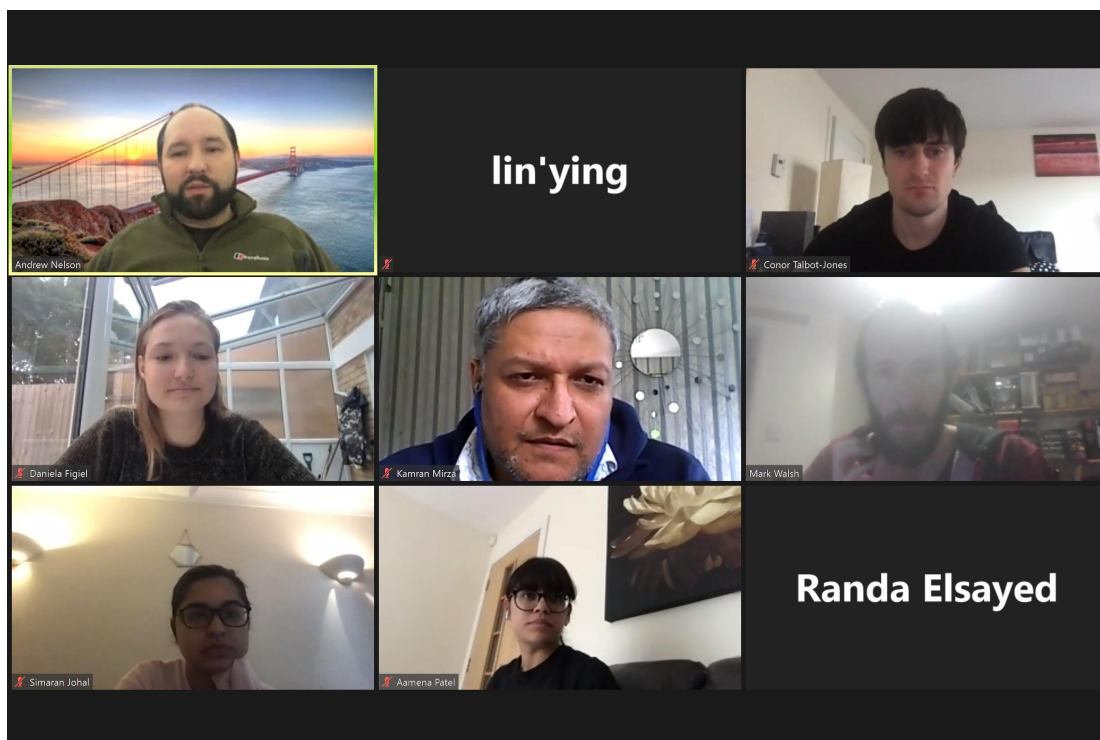 lin'ying
Andrew Nelson
Conor Talbot-Jones
Daniela Figiel
Kamran Mirza
Mark Walsh
Simaran Johal
Aamena Patel
Randa Elsayed